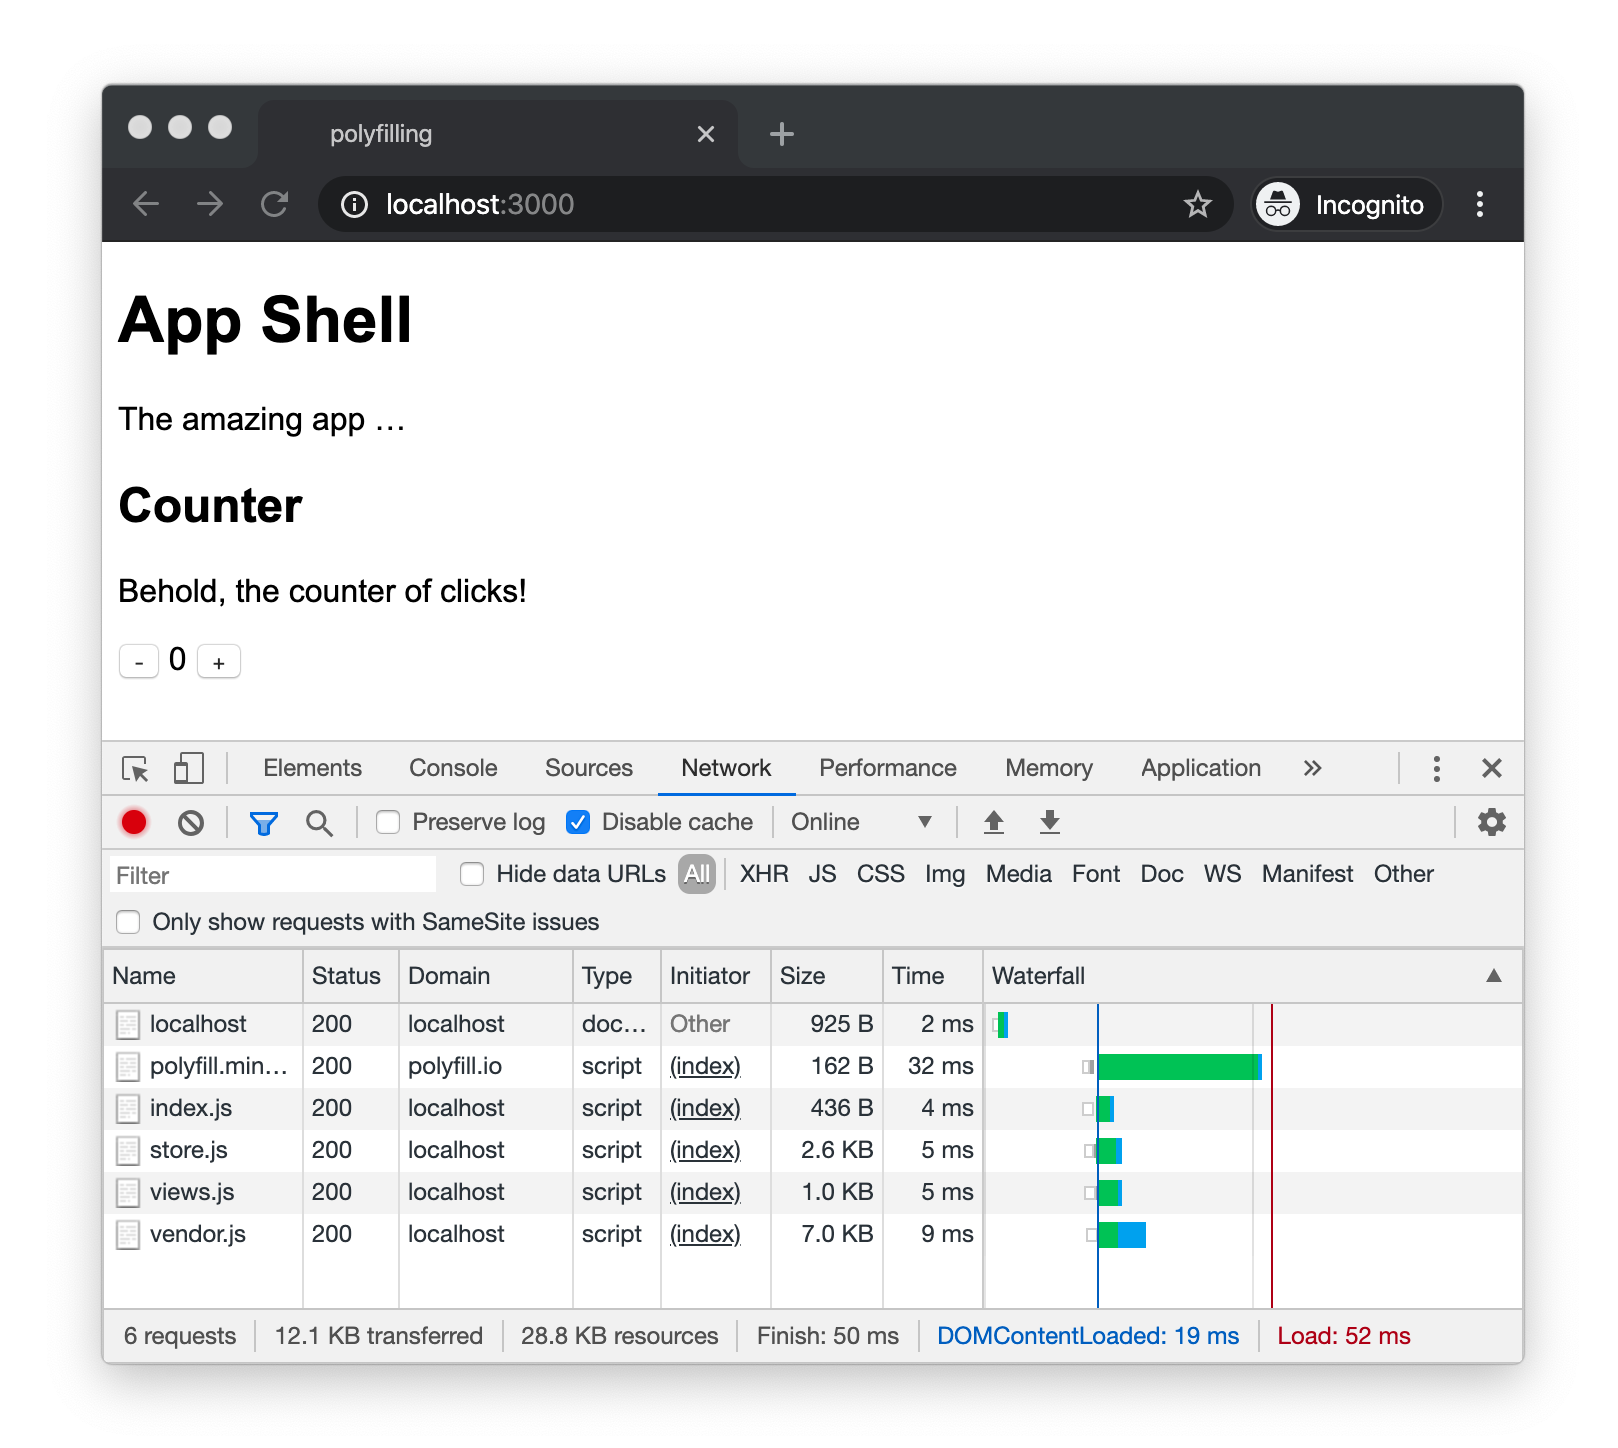 polyfilling
localhost:3000
Incognito
App Shell
The amazing app …
Counter
Behold, the counter of clicks!
- 0 +
Elements Console Sources Network Performance Memory Application »
Preserve log Disable cache Online
Filter Hide data URLs All XHR JS CSS Img Media Font Doc WS Manifest Other
Only show requests with SameSite issues
Name Status Domain Type Initiator Size Time Waterfall
localhost 200 localhost doc… Other 925 B 2 ms
polyfill.min… 200 polyfill.io script (index) 162 B 32 ms
index.js 200 localhost script (index) 436 B 4 ms
store.js 200 localhost script (index) 2.6 KB 5 ms
views.js 200 localhost script (index) 1.0 KB 5 ms
vendor.js 200 localhost script (index) 7.0 KB 9 ms
6 requests 12.1 KB transferred 28.8 KB resources Finish: 50 ms DOMContentLoaded: 19 ms Load: 52 ms